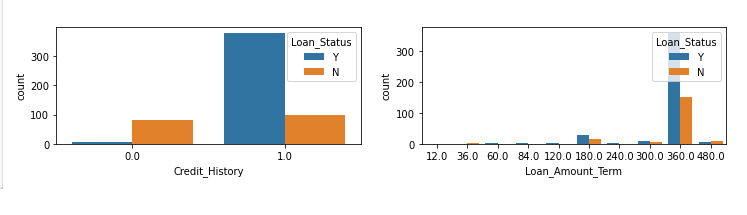 Loan_Status
Y
N
300
200
100
0
count
0.0 1.0
Credit_History
Loan_Status
Y
N
300
200
100
0
count
12.0 36.0 60.0 84.0 120.0 180.0 240.0 300.0 360.0 480.0
Loan_Amount_Term